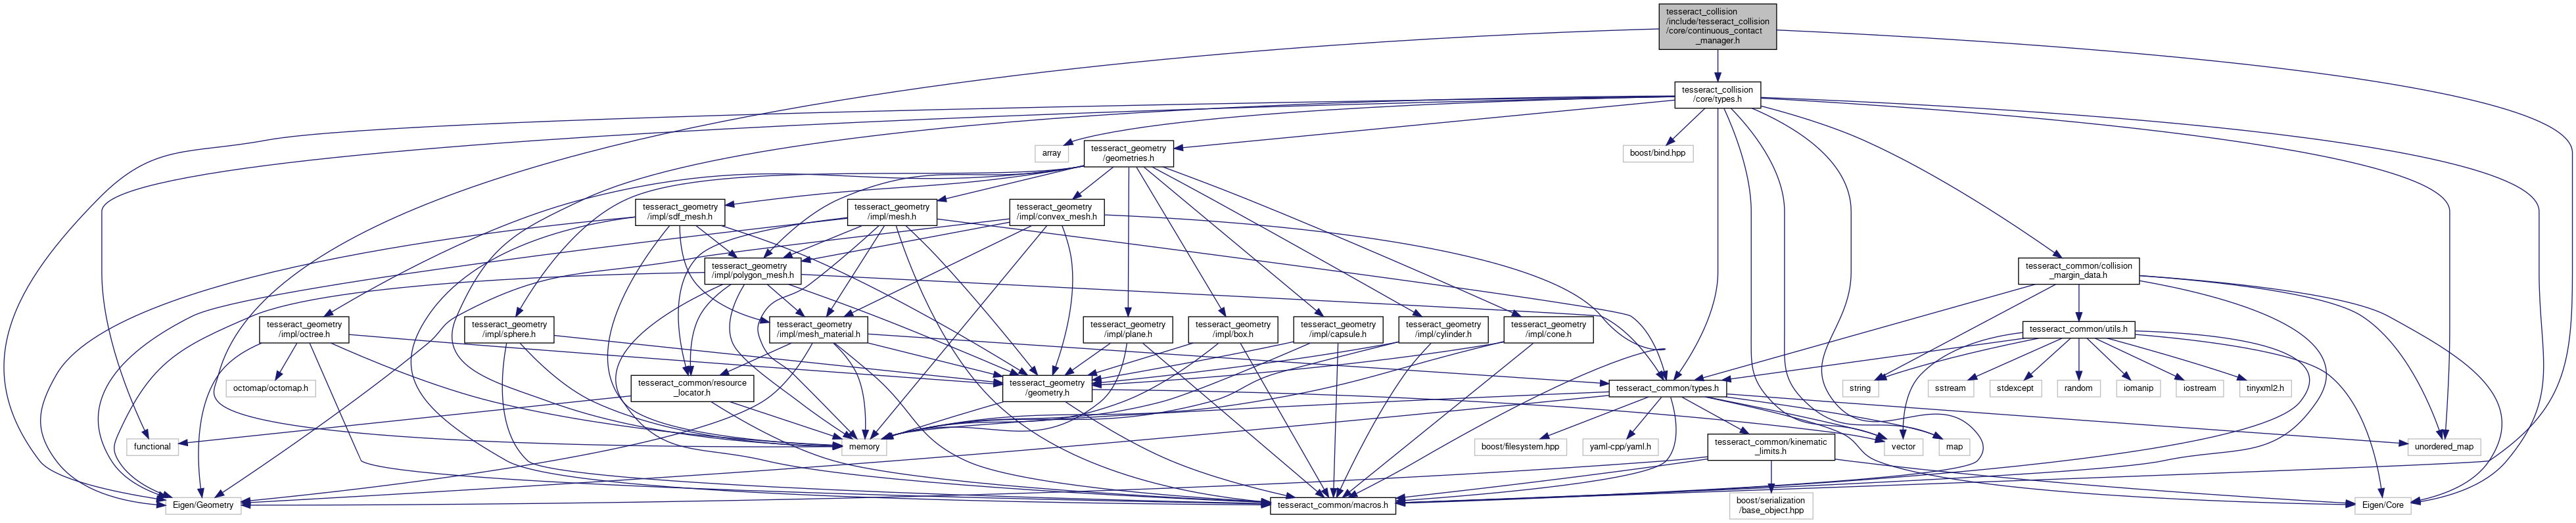 tesseract_collision
/include/tesseract_collision
/core/continuous_contact
_manager.h
tesseract_collision
/core/types.h
array
tesseract_geometry
/geometries.h
boost/bind.hpp
tesseract_geometry
/impl/sdf_mesh.h
tesseract_geometry
/impl/mesh.h
tesseract_geometry
/impl/convex_mesh.h
tesseract_geometry
/impl/polygon_mesh.h
tesseract_common/collision
_margin_data.h
tesseract_geometry
/impl/octree.h
tesseract_geometry
/impl/sphere.h
tesseract_geometry
/impl/mesh_material.h
tesseract_geometry
/impl/plane.h
tesseract_geometry
/impl/box.h
tesseract_geometry
/impl/capsule.h
tesseract_geometry
/impl/cylinder.h
tesseract_geometry
/impl/cone.h
tesseract_common/utils.h
octomap/octomap.h
tesseract_common/resource
_locator.h
tesseract_geometry
/geometry.h
tesseract_common/types.h
string
sstream
stdexcept
random
iomanip
iostream
tinyxml2.h
functional
memory
boost/filesystem.hpp
yaml-cpp/yaml.h
tesseract_common/kinematic
_limits.h
vector
map
unordered_map
Eigen/Geometry
tesseract_common/macros.h
boost/serialization
/base_object.hpp
Eigen/Core